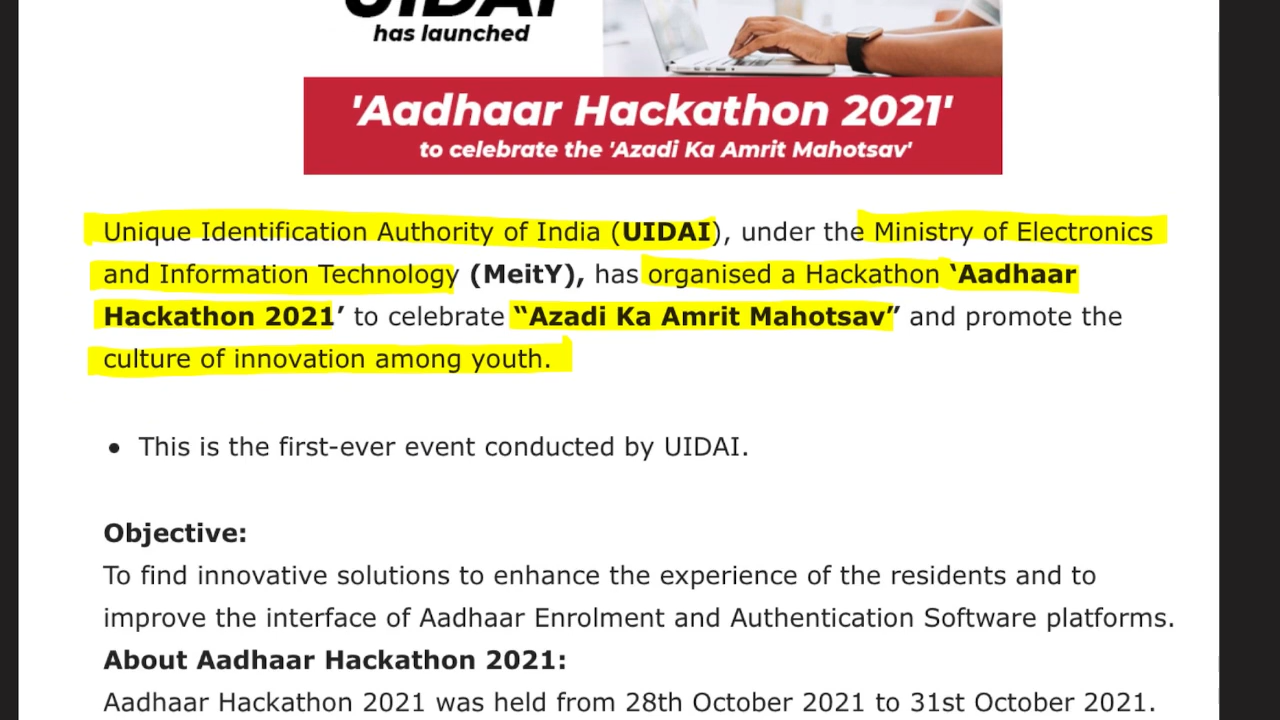 UIDAI
has launched
'Aadhaar Hackathon 2021'
to celebrate the 'Azadi Ka Amrit Mahotsav'
Unique Identification Authority of India (UIDAI), under the Ministry of Electronics
and Information Technology (MeitY), has organised a Hackathon ‘Aadhaar
Hackathon 2021’ to celebrate “Azadi Ka Amrit Mahotsav” and promote the
culture of innovation among youth.
• This is the first-ever event conducted by UIDAI.
Objective:
To find innovative solutions to enhance the experience of the residents and to
improve the interface of Aadhaar Enrolment and Authentication Software platforms.
About Aadhaar Hackathon 2021:
Aadhaar Hackathon 2021 was held from 28th October 2021 to 31st October 2021.